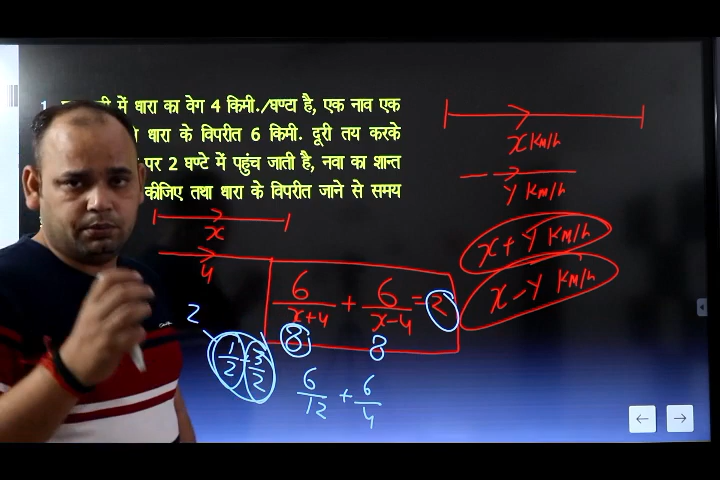 1.
में धारा का वेग 4 किमी./घण्टा है, एक नाव एक
धारा के विपरीत 6 किमी. दूरी तय करके
पर 2 घण्टे में पहुंच जाती है, नवा का शान्त
कीजिए तथा धारा के विपरीत जाने से समय
x km/h
y km/h
x+y km/h
x-y km/h
x
4
6/(x+4) + 6/(x-4) = 2
8 8
2
1/2 3/2
6/12 + 6/4
← →